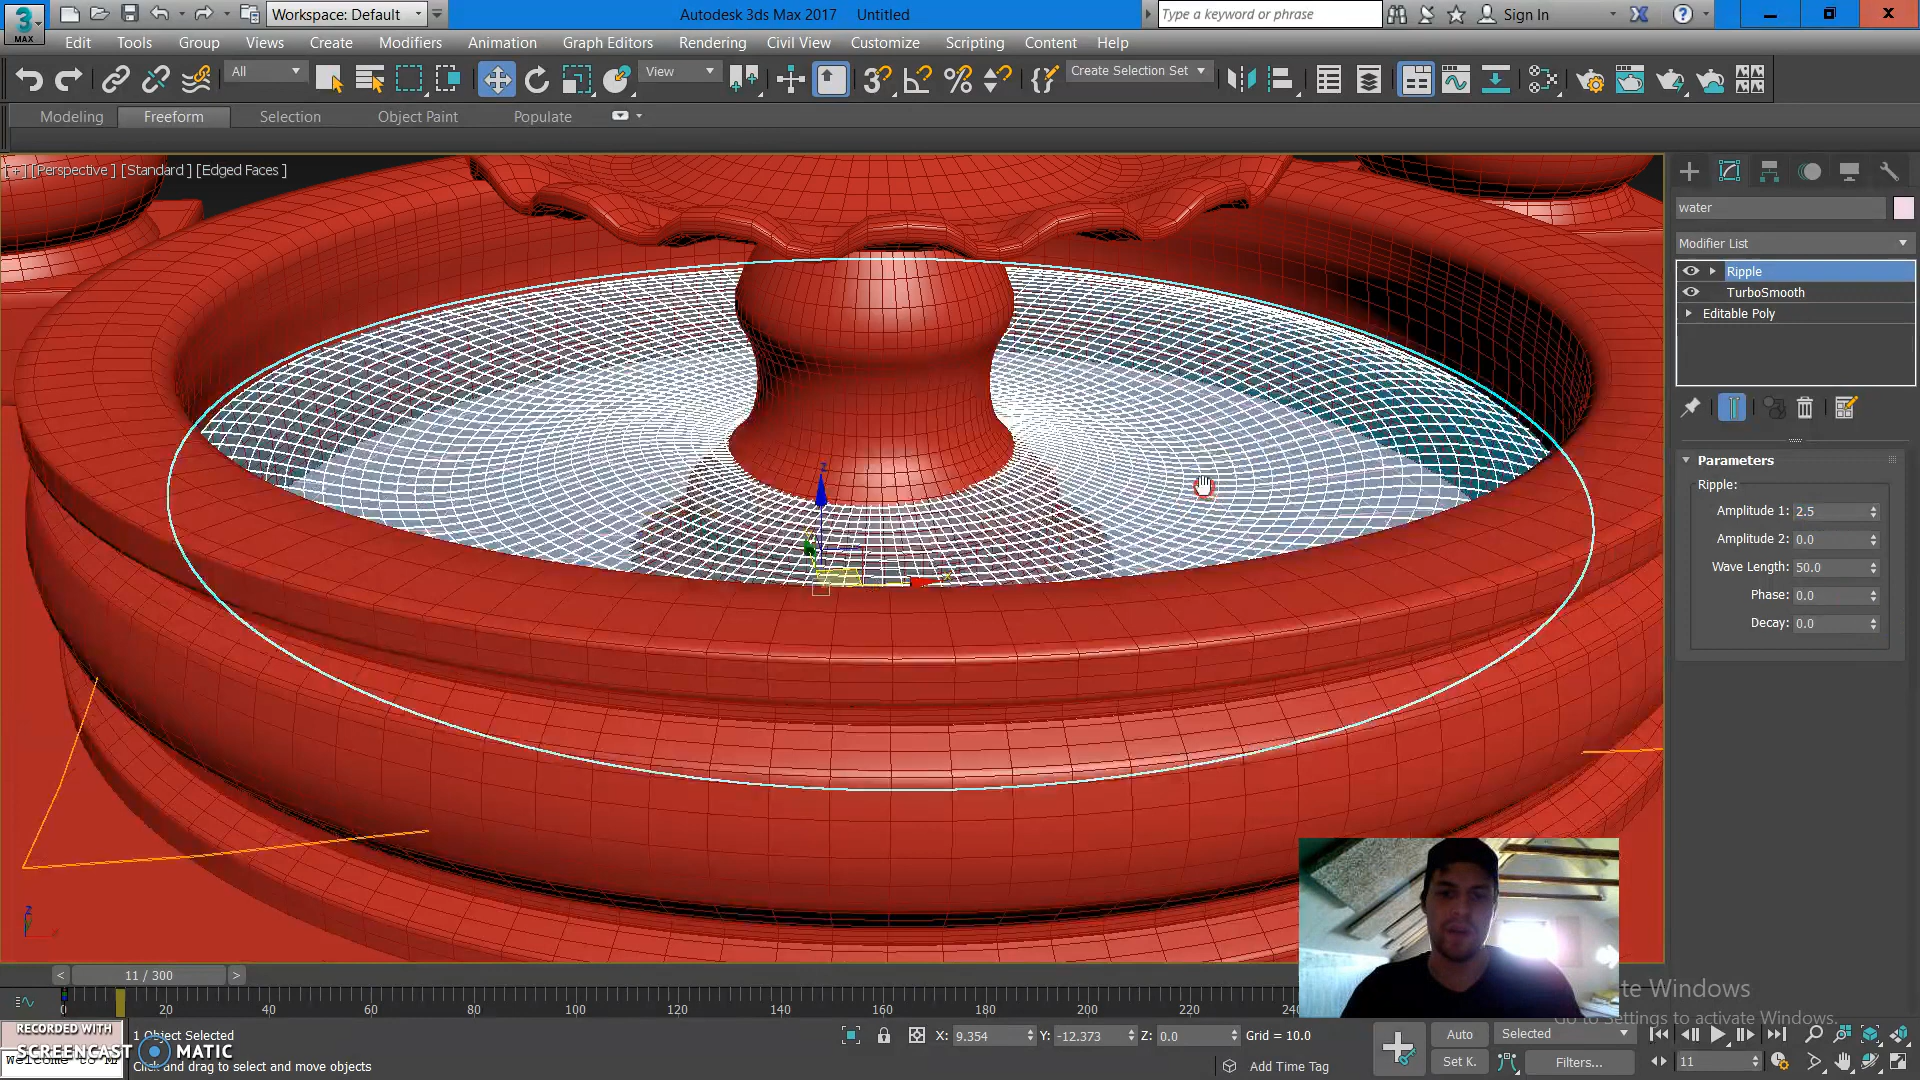 3
MAX
Workspace: Default
Autodesk 3ds Max 2017 Untitled
Type a keyword or phrase
Sign In
Edit Tools Group Views Create Modifiers Animation Graph Editors Rendering Civil View Customize Scripting Content Help
All
View
Create Selection Set
Modeling Freeform Selection Object Paint Populate
[+] [Perspective ] [Standard ] [Edged Faces ]
water
Modifier List
Ripple
TurboSmooth
Editable Poly
Parameters
Ripple:
Amplitude 1: 2.5
Amplitude 2: 0.0
Wave Length: 50.0
Phase: 0.0
Decay: 0.0
z
z
< 11 / 300 >
0 20 40 60 80 100 120 140 160 180 200 220
te Windows
Go to Settings to activate Windows.
RECORDED WITH
SCREENCAST MATIC
1 Object Selected
Click and drag to select and move objects
X: 9.354 Y: -12.373 Z: 0.0 Grid = 10.0
Add Time Tag
Auto Selected
Set K. Filters...
11